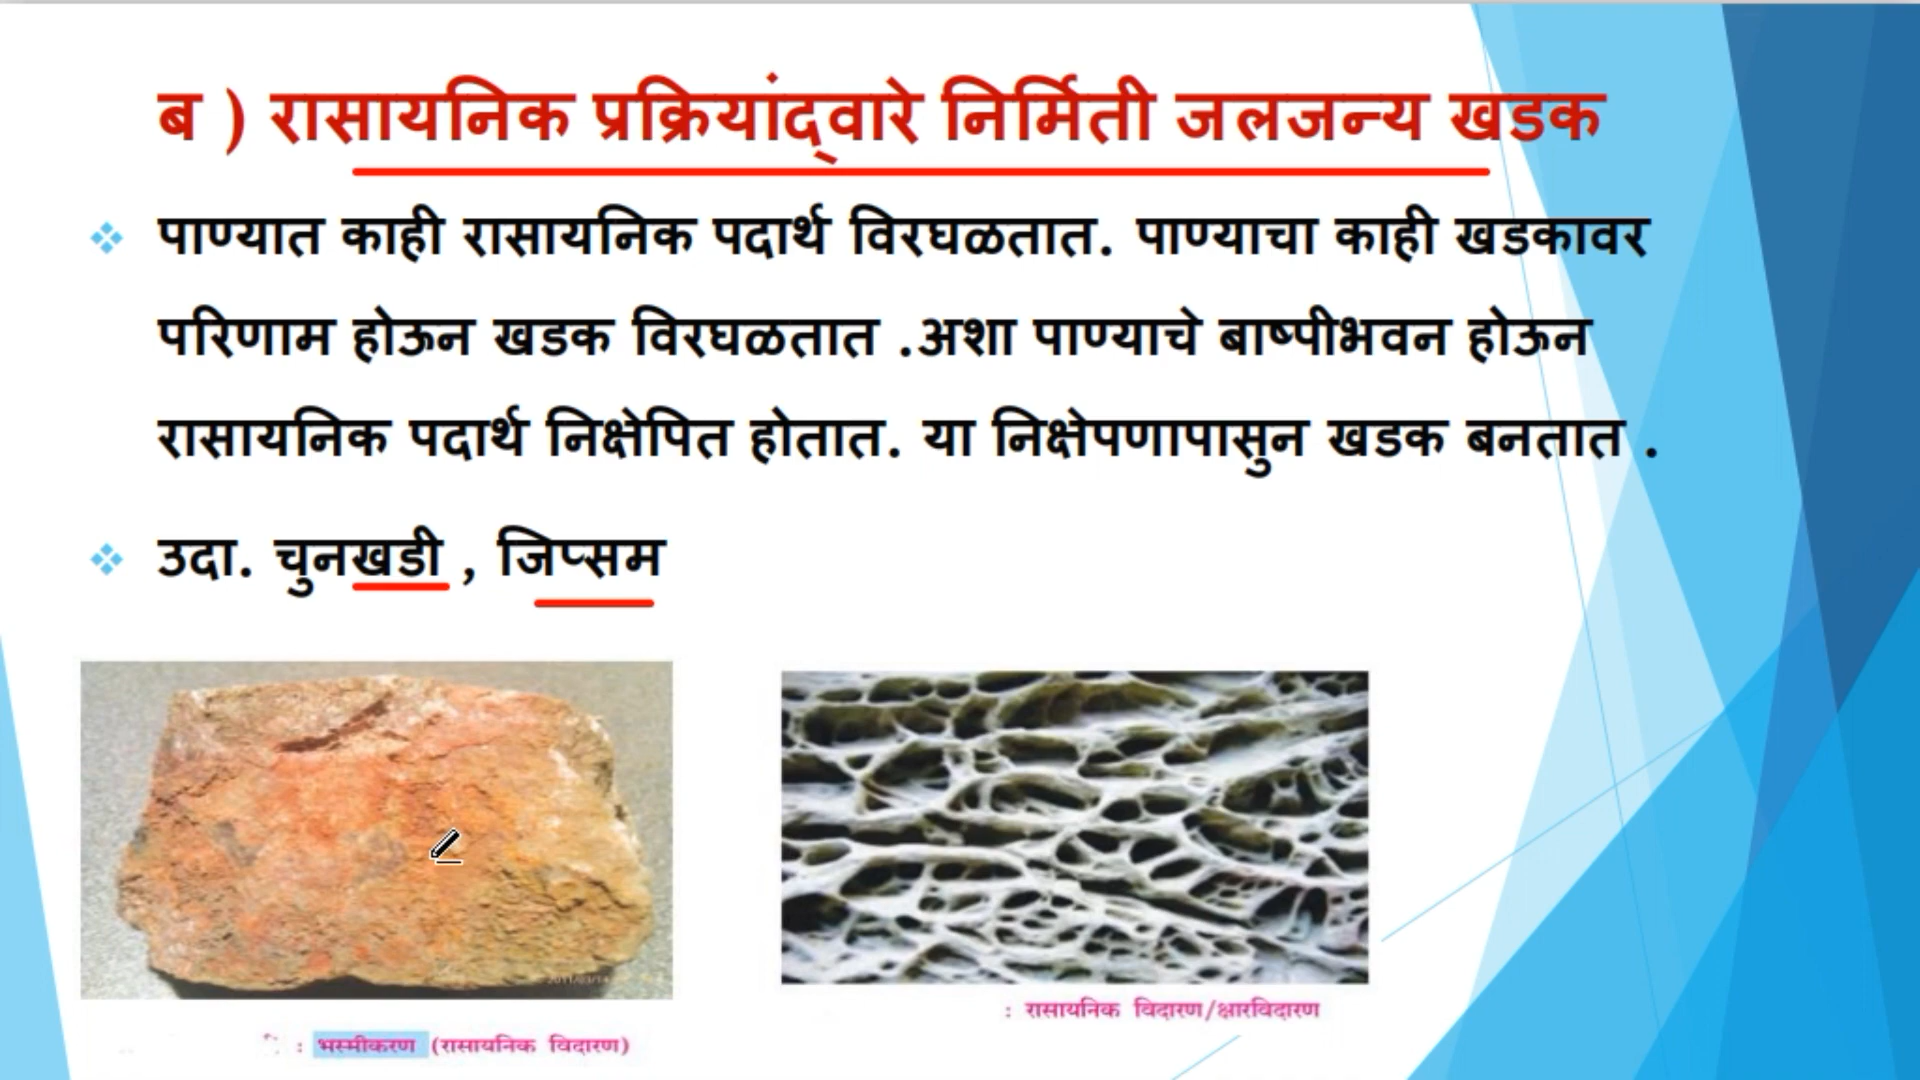 ब ) रासायनिक प्रक्रियांद्वारे निर्मिती जलजन्य खडक
पाण्यात काही रासायनिक पदार्थ विरघळतात. पाण्याचा काही खडकावर
परिणाम होऊन खडक विरघळतात .अशा पाण्याचे बाष्पीभवन होऊन
रासायनिक पदार्थ निक्षेपित होतात. या निक्षेपणापासुन खडक बनतात .
उदा. चुनखडी , जिप्सम
: रासायनिक विदारण/क्षारविदारण
: भस्मीकरण (रासायनिक विदारण)